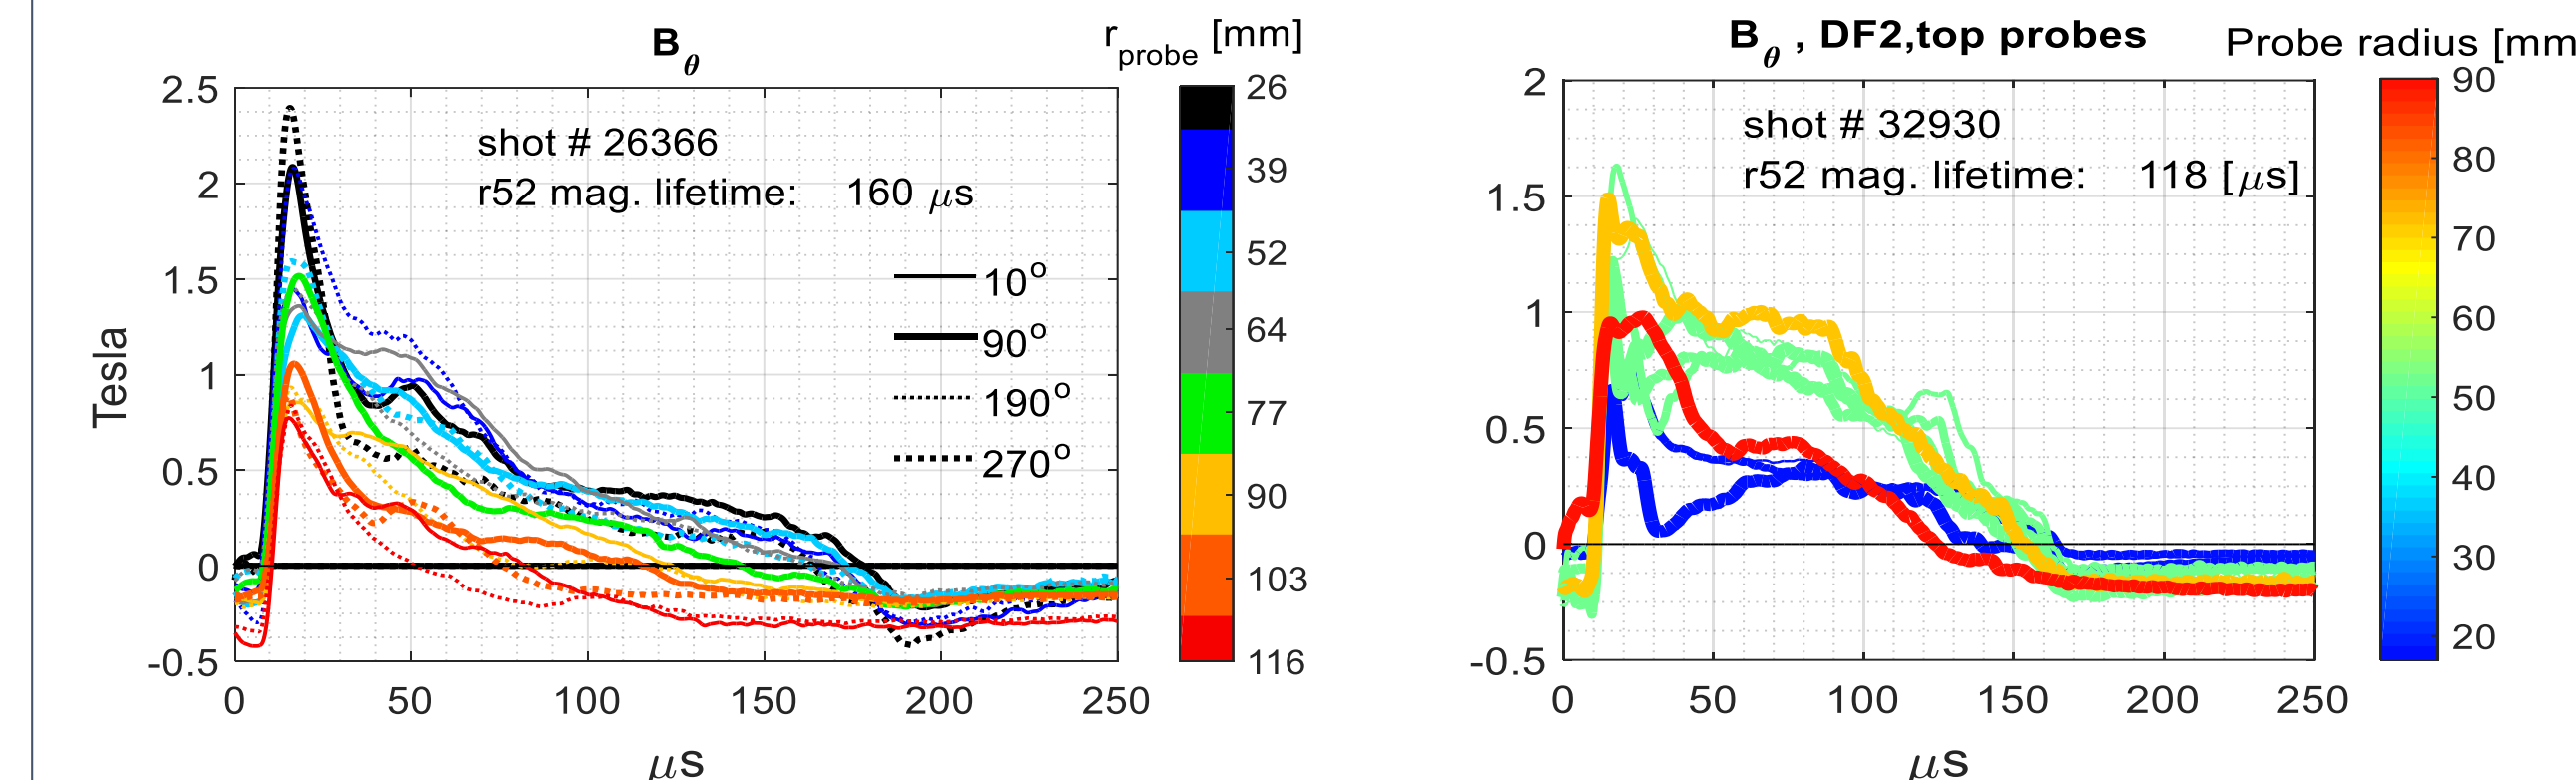 B θ
r probe [mm]
2.5
2
1.5
1
0.5
0
-0.5
Tesla
shot # 26366
r52 mag. lifetime: 160 μs
10°
90°
190°
270°
0 50 100 150 200 250
μs
26
39
52
64
77
90
103
116
B θ , DF2,top probes
Probe radius [mm
2
1.5
1
0.5
0
-0.5
shot # 32930
r52 mag. lifetime: 118 [μs]
0 50 100 150 200 250
μs
90
80
70
60
50
40
30
20